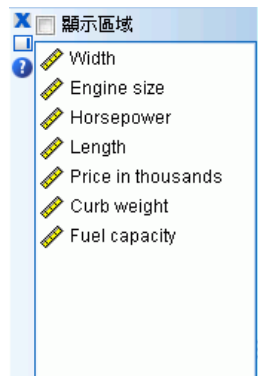 顯示區域
Width
Engine size
Horsepower
Length
Price in thousands
Curb weight
Fuel capacity